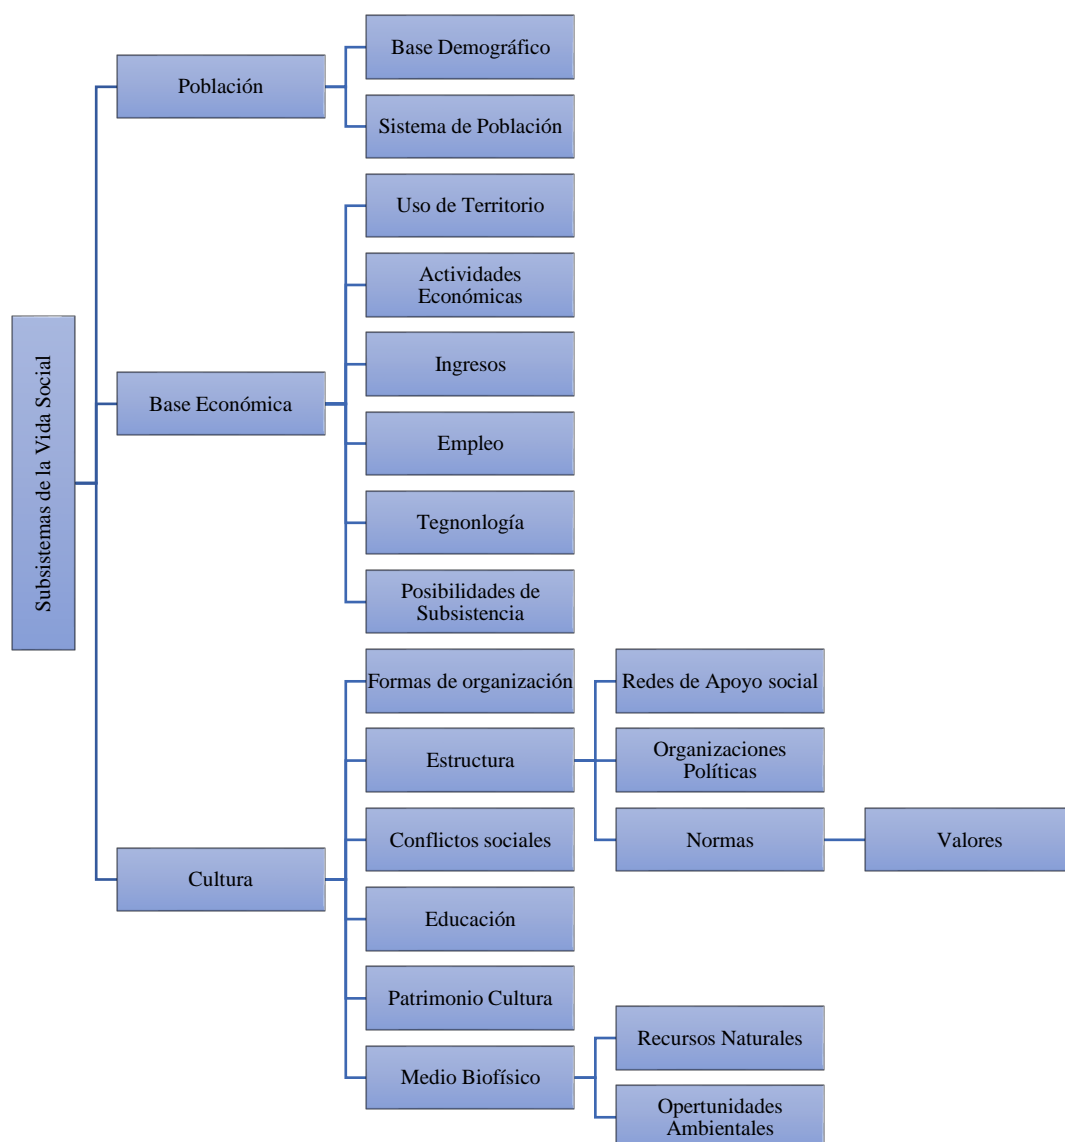 Subsistemas de la Vida Social
Población
Base Demográfico
Sistema de Población
Base Económica
Uso de Territorio
Actividades
Económicas
Ingresos
Empleo
Tegnonlogía
Posibilidades de
Subsistencia
Cultura
Formas de organización
Estructura
Redes de Apoyo social
Organizaciones
Políticas
Normas
Valores
Conflictos sociales
Educación
Patrimonio Cultura
Medio Biofísico
Recursos Naturales
Opertunidades
Ambientales